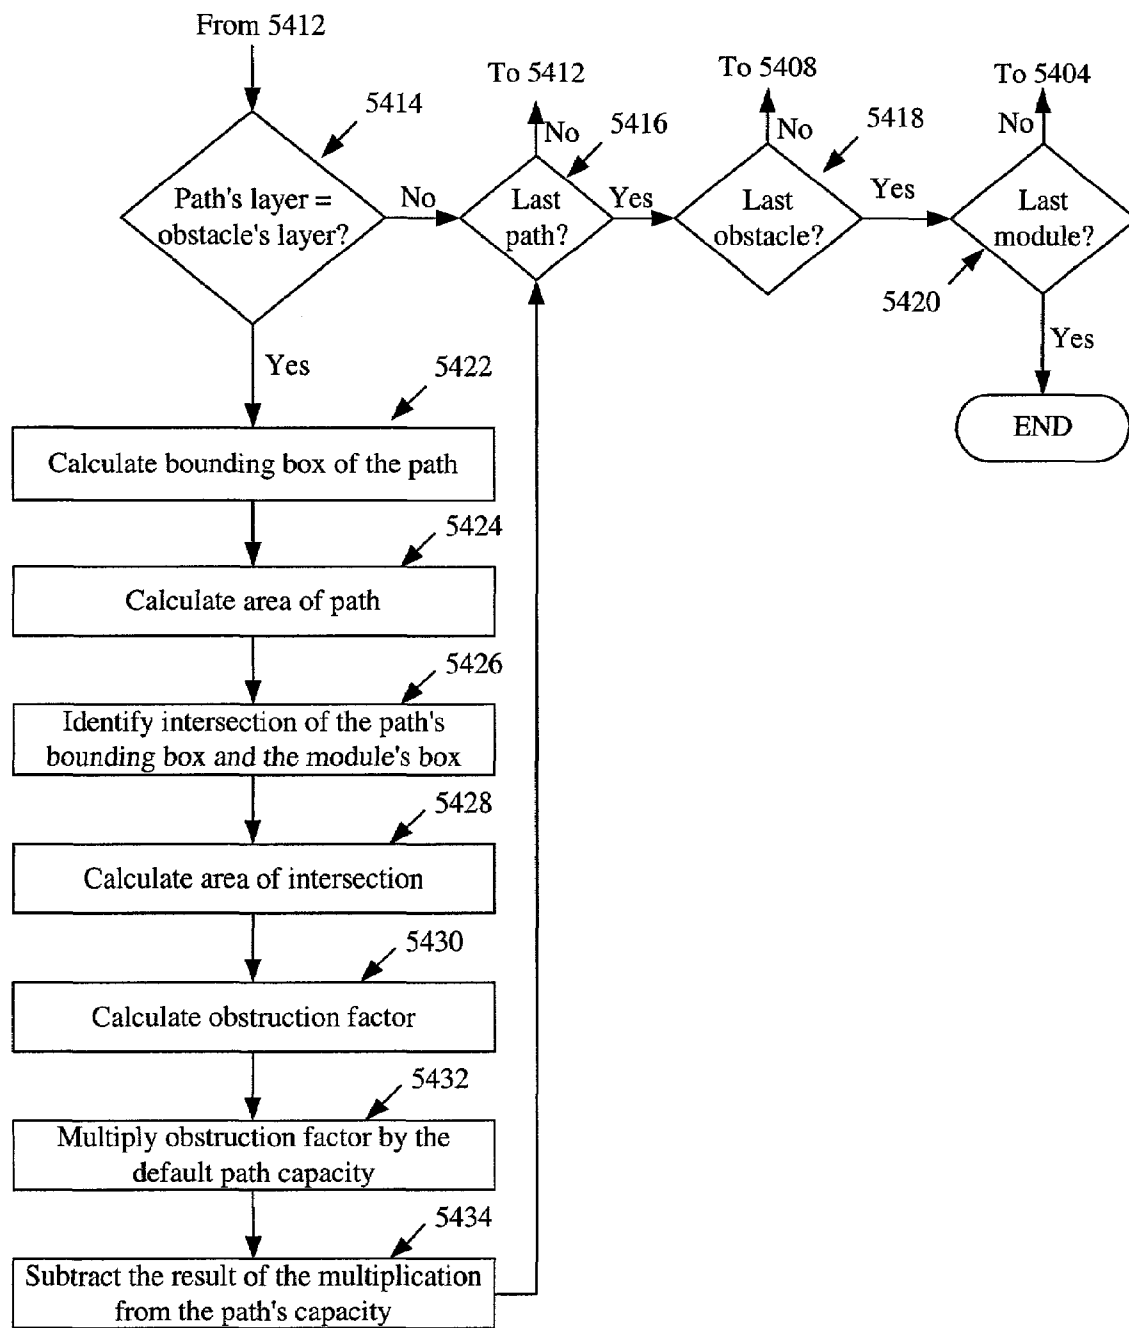 From 5412
To 5412
To 5408
To 5404
5414
No
5416
No
5418
No
Path's layer =
obstacle's layer?
No
Last
path?
Yes
Last
obstacle?
Yes
Last
module?
5420
Yes
Yes
END
5422
Calculate bounding box of the path
5424
Calculate area of path
5426
Identify intersection of the path's
bounding box and the module's box
5428
Calculate area of intersection
5430
Calculate obstruction factor
5432
Multiply obstruction factor by the
default path capacity
5434
Subtract the result of the multiplication
from the path's capacity